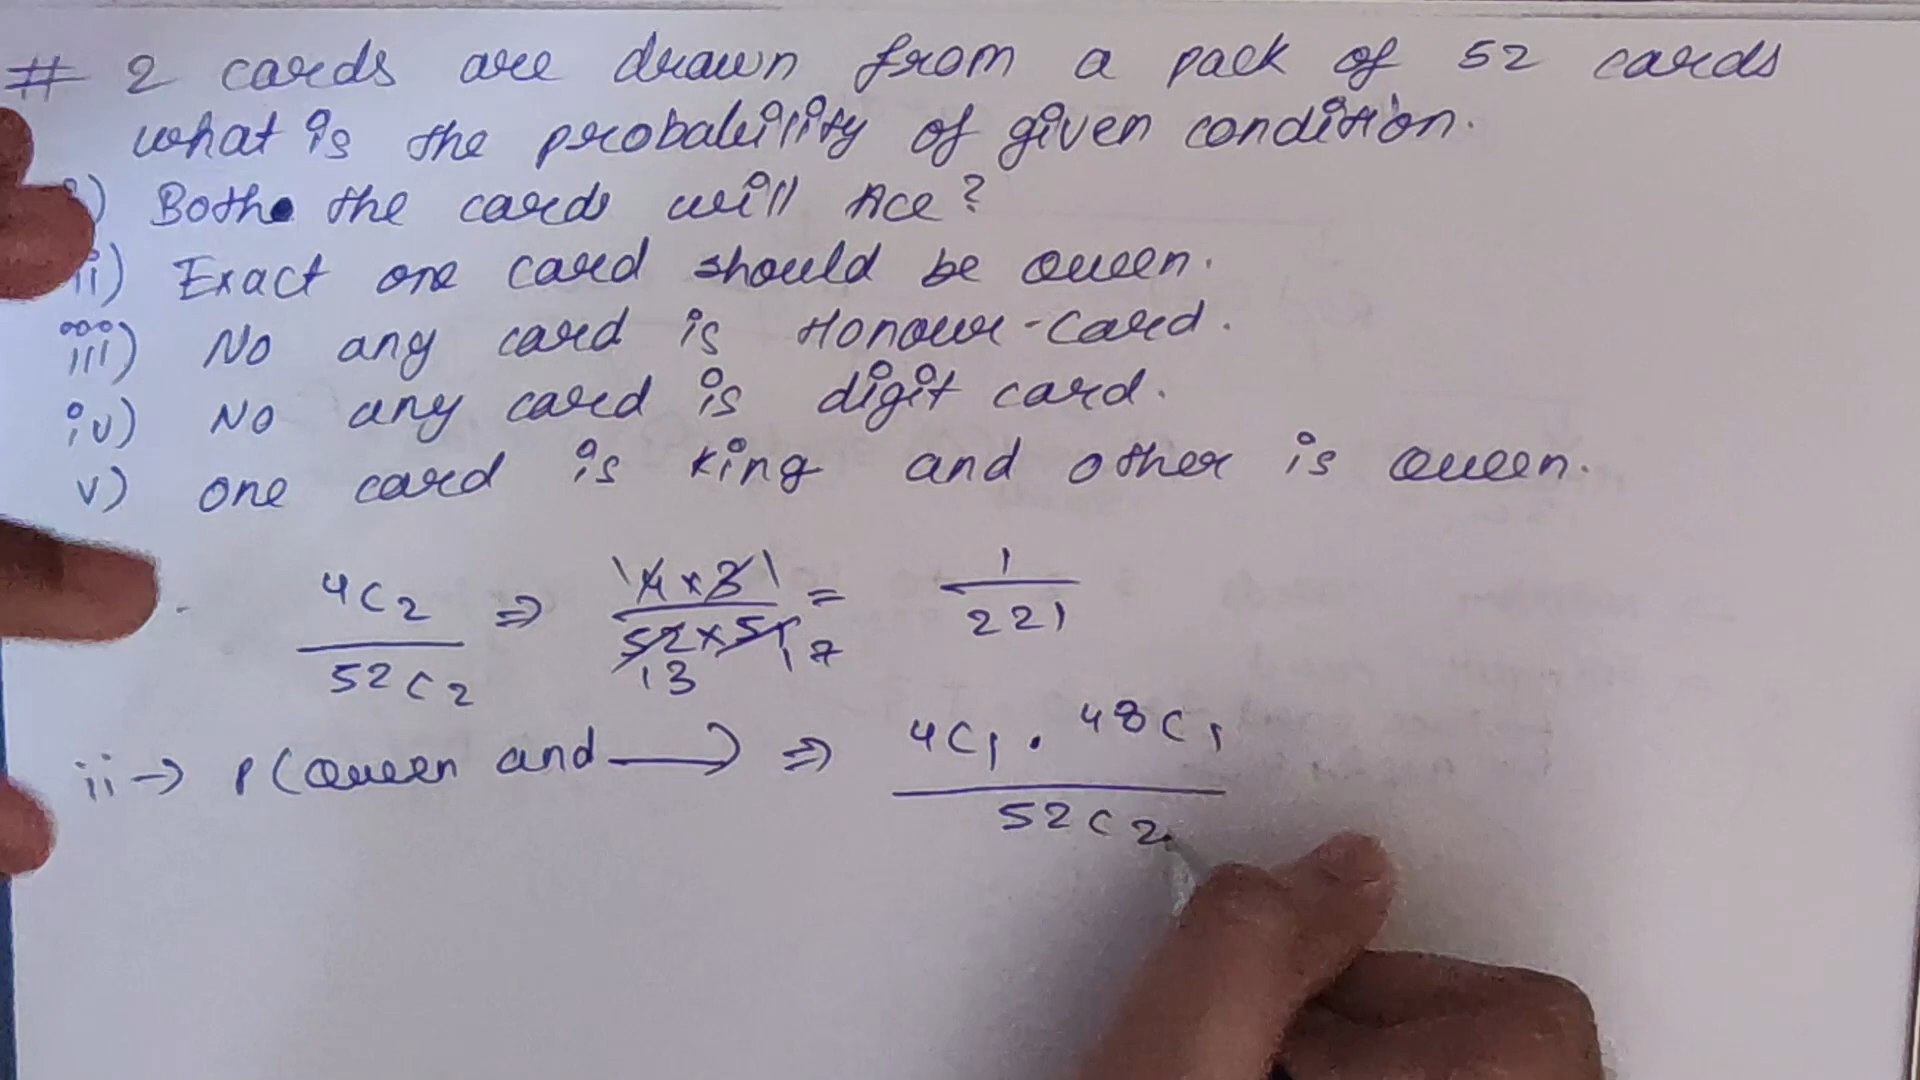 # 2 cards are drawn from a pack of 52 cards
what is the probability of given condition.
i) Both the cards will Ace?
ii) Exact one card should be Queen.
iii) No any card is Honour-Card.
iv) No any card is digit card.
v) one card is king and other is Queen.
4C2 / 52C2 ⇒ 4×3 / 52×51 = 1 / 221
1 1
13 17
ii → P(Queen and ⟶) ⇒ 4C1 . 48C1 / 52C2